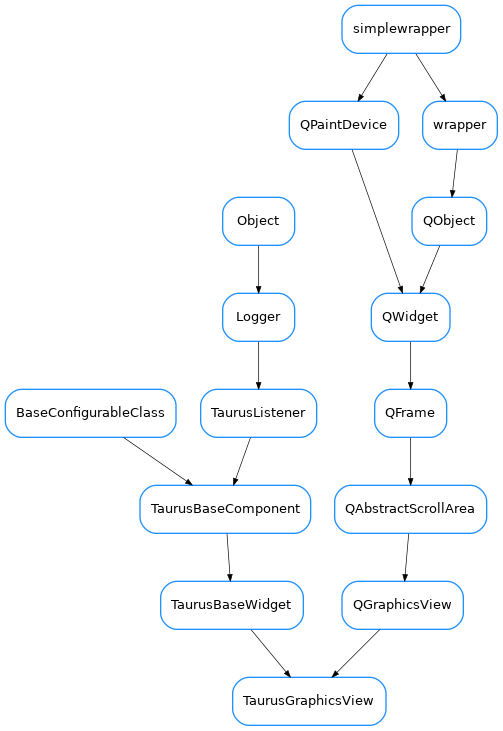 simplewrapper
QPaintDevice
wrapper
Object
QObject
Logger
QWidget
BaseConfigurableClass
TaurusListener
QFrame
TaurusBaseComponent
QAbstractScrollArea
TaurusBaseWidget
QGraphicsView
TaurusGraphicsView